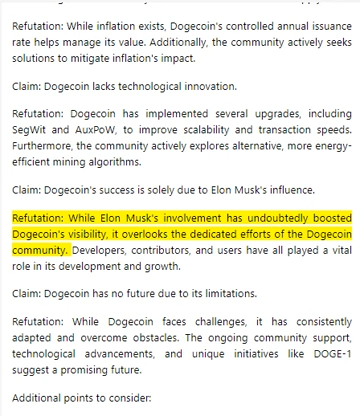 Refutation: While inflation exists, Dogecoin's controlled annual issuance
rate helps manage its value. Additionally, the community actively seeks
solutions to mitigate inflation's impact.
Claim: Dogecoin lacks technological innovation.
Refutation: Dogecoin has implemented several upgrades, including
SegWit and AuxPoW, to improve scalability and transaction speeds.
Furthermore, the community actively explores alternative, more energy-
efficient mining algorithms.
Claim: Dogecoin's success is solely due to Elon Musk's influence.
Refutation: While Elon Musk's involvement has undoubtedly boosted
Dogecoin's visibility, it overlooks the dedicated efforts of the Dogecoin
community. Developers, contributors, and users have all played a vital
role in its development and growth.
Claim: Dogecoin has no future due to its limitations.
Refutation: While Dogecoin faces challenges, it has consistently
adapted and overcome obstacles. The ongoing community support,
technological advancements, and unique initiatives like DOGE-1
suggest a promising future.
Additional points to consider: